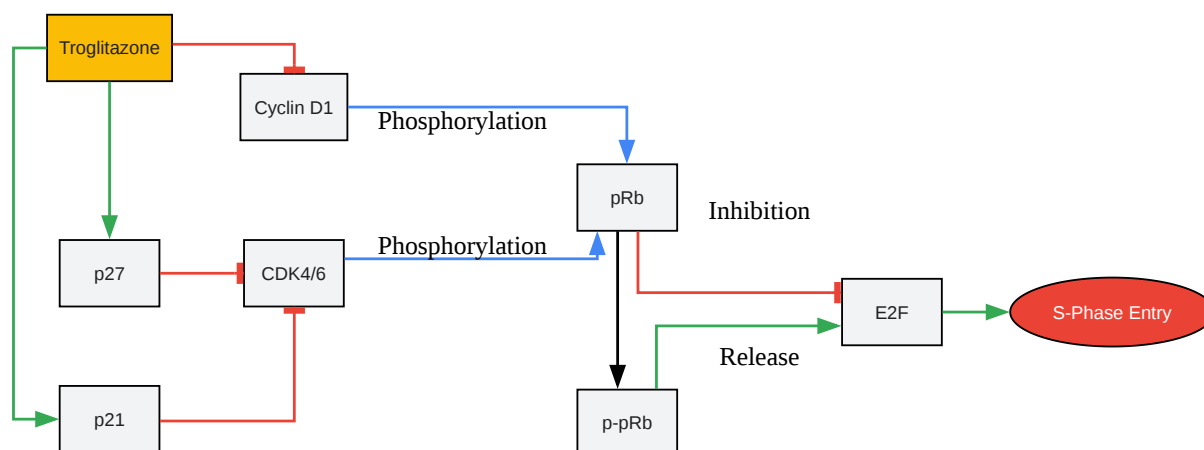 Troglitazone
Cyclin D1
Phosphorylation
pRb
Inhibition
Phosphorylation
p27
CDK4/6
E2F
S-Phase Entry
Release
p21
p-pRb